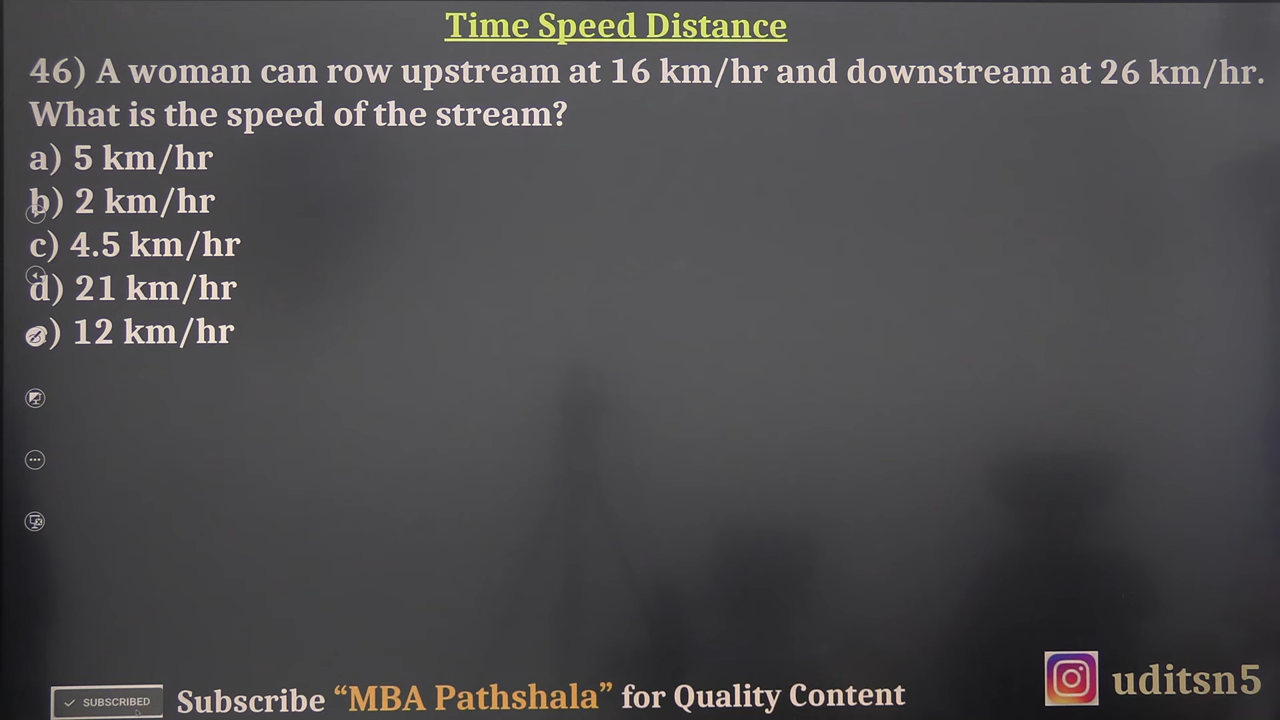 Time Speed Distance
46) A woman can row upstream at 16 km/hr and downstream at 26 km/hr.
What is the speed of the stream?
a) 5 km/hr
b) 2 km/hr
c) 4.5 km/hr
d) 21 km/hr
e) 12 km/hr
SUBSCRIBED
Subscribe “MBA Pathshala” for Quality Content
uditsn5